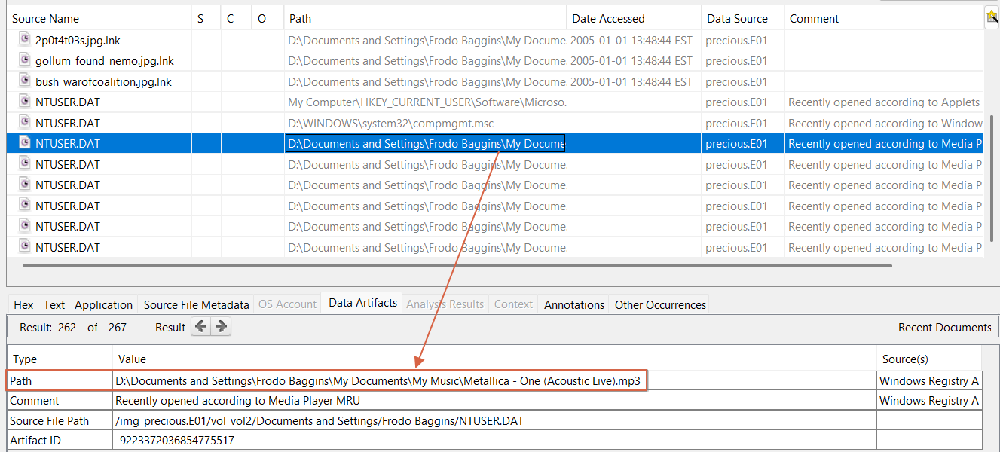 Source Name S C O Path Date Accessed Data Source Comment
2p0t4t03s.jpg.lnk D:\Documents and Settings\Frodo Baggins\My Docume 2005-01-01 13:48:44 EST precious.E01
gollum_found_nemo.jpg.lnk D:\Documents and Settings\Frodo Baggins\My Docume 2005-01-01 13:48:44 EST precious.E01
bush_warofcoalition.jpg.lnk D:\Documents and Settings\Frodo Baggins\My Docume 2005-01-01 13:48:44 EST precious.E01
NTUSER.DAT My Computer\HKEY_CURRENT_USER\Software\Microso. precious.E01 Recently opened according to Applets
NTUSER.DAT D:\WINDOWS\system32\compmgmt.msc precious.E01 Recently opened according to Window
NTUSER.DAT D:\Documents and Settings\Frodo Baggins\My Docume precious.E01 Recently opened according to Media Pl
NTUSER.DAT D:\Documents and Settings\Frodo Baggins\My Docume precious.E01 Recently opened according to Media Pl
NTUSER.DAT D:\Documents and Settings\Frodo Baggins\My Docume precious.E01 Recently opened according to Media Pl
NTUSER.DAT D:\Documents and Settings\Frodo Baggins\My Docume precious.E01 Recently opened according to Media Pl
NTUSER.DAT D:\Documents and Settings\Frodo Baggins\My Docume precious.E01 Recently opened according to Media Pl
NTUSER.DAT D:\Documents and Settings\Frodo Baggins\My Docume precious.E01 Recently opened according to Media Pl
Hex Text Application Source File Metadata OS Account Data Artifacts Analysis Results Context Annotations Other Occurrences
Result: 262 of 267 Result Recent Documents
Type Value Source(s)
Path D:\Documents and Settings\Frodo Baggins\My Documents\My Music\Metallica - One (Acoustic Live).mp3 Windows Registry A
Comment Recently opened according to Media Player MRU Windows Registry A
Source File Path /img_precious.E01/vol_vol2/Documents and Settings/Frodo Baggins/NTUSER.DAT
Artifact ID -9223372036854775517